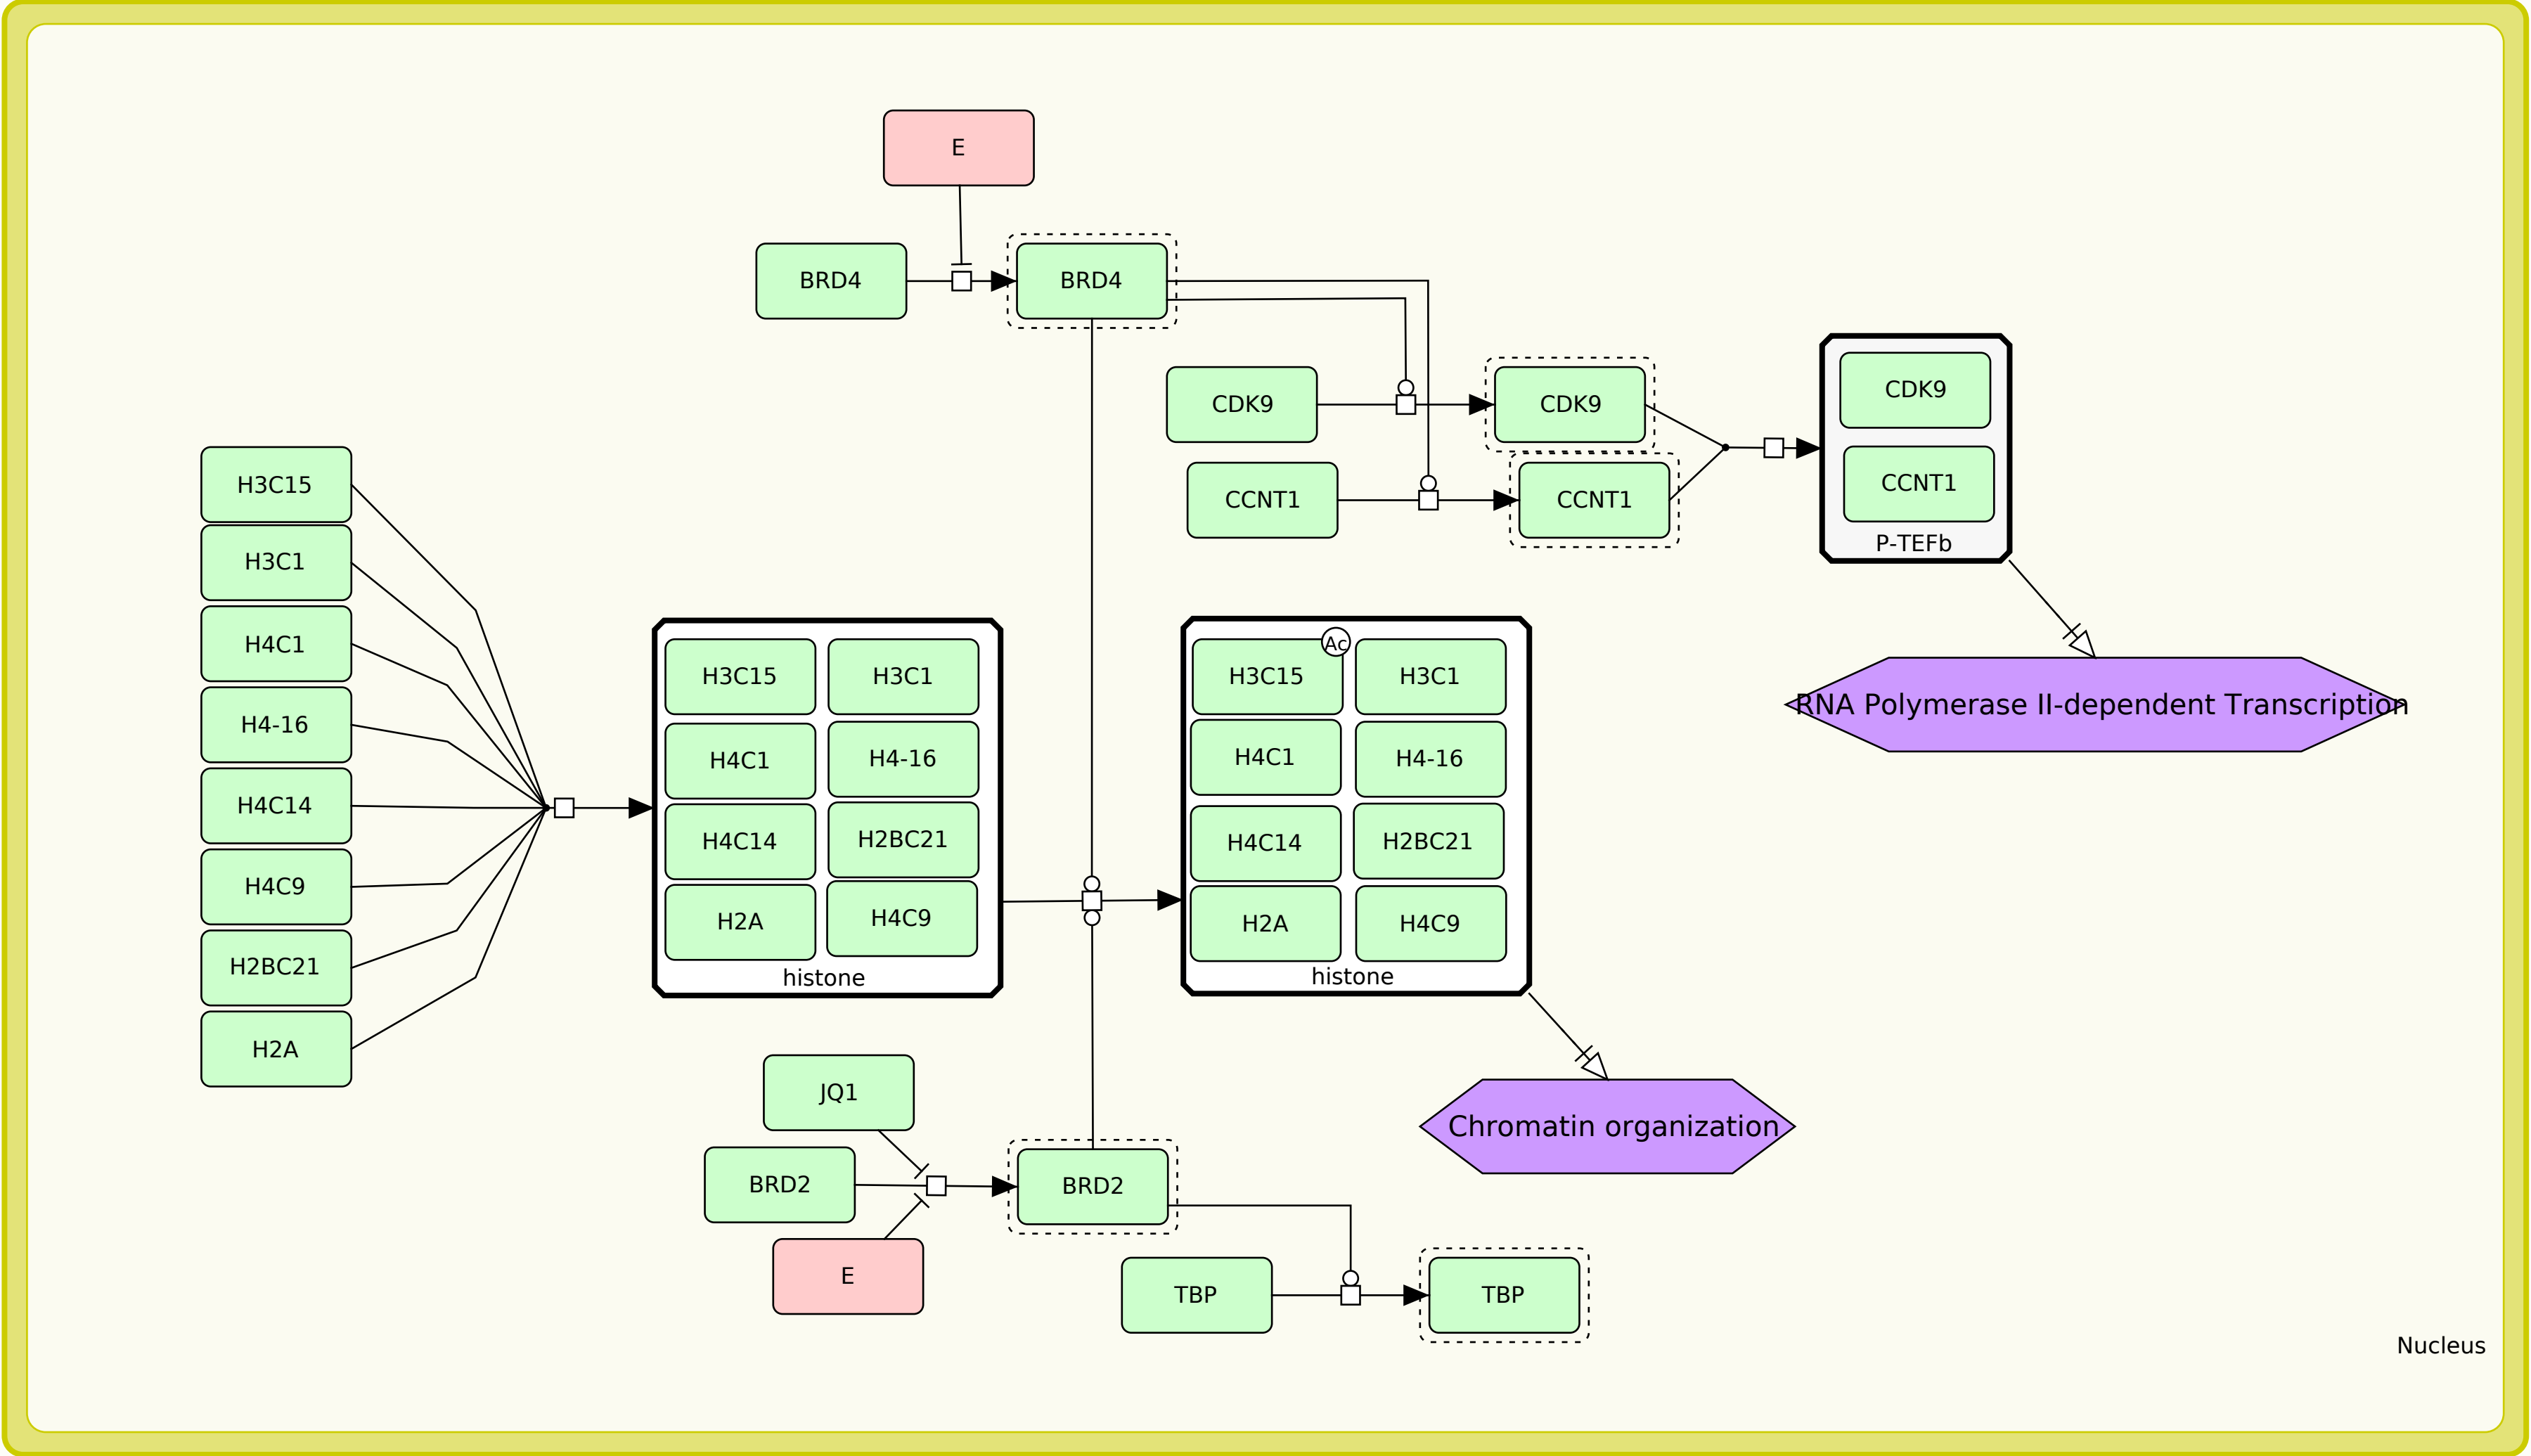 E
BRD4
BRD4
CDK9
CDK9
CCNT1
CCNT1
CDK9
CCNT1
P-TEFb
RNA Polymerase II-dependent Transcription
H3C15
H3C1
H4C1
H4-16
H4C14
H4C9
H2BC21
H2A
H3C15
H3C1
H4C1
H4-16
H4C14
H2BC21
H2A
H4C9
histone
Ac
H3C15
H3C1
H4C1
H4-16
H4C14
H2BC21
H2A
H4C9
histone
Chromatin organization
JQ1
BRD2
BRD2
E
TBP
TBP
Nucleus